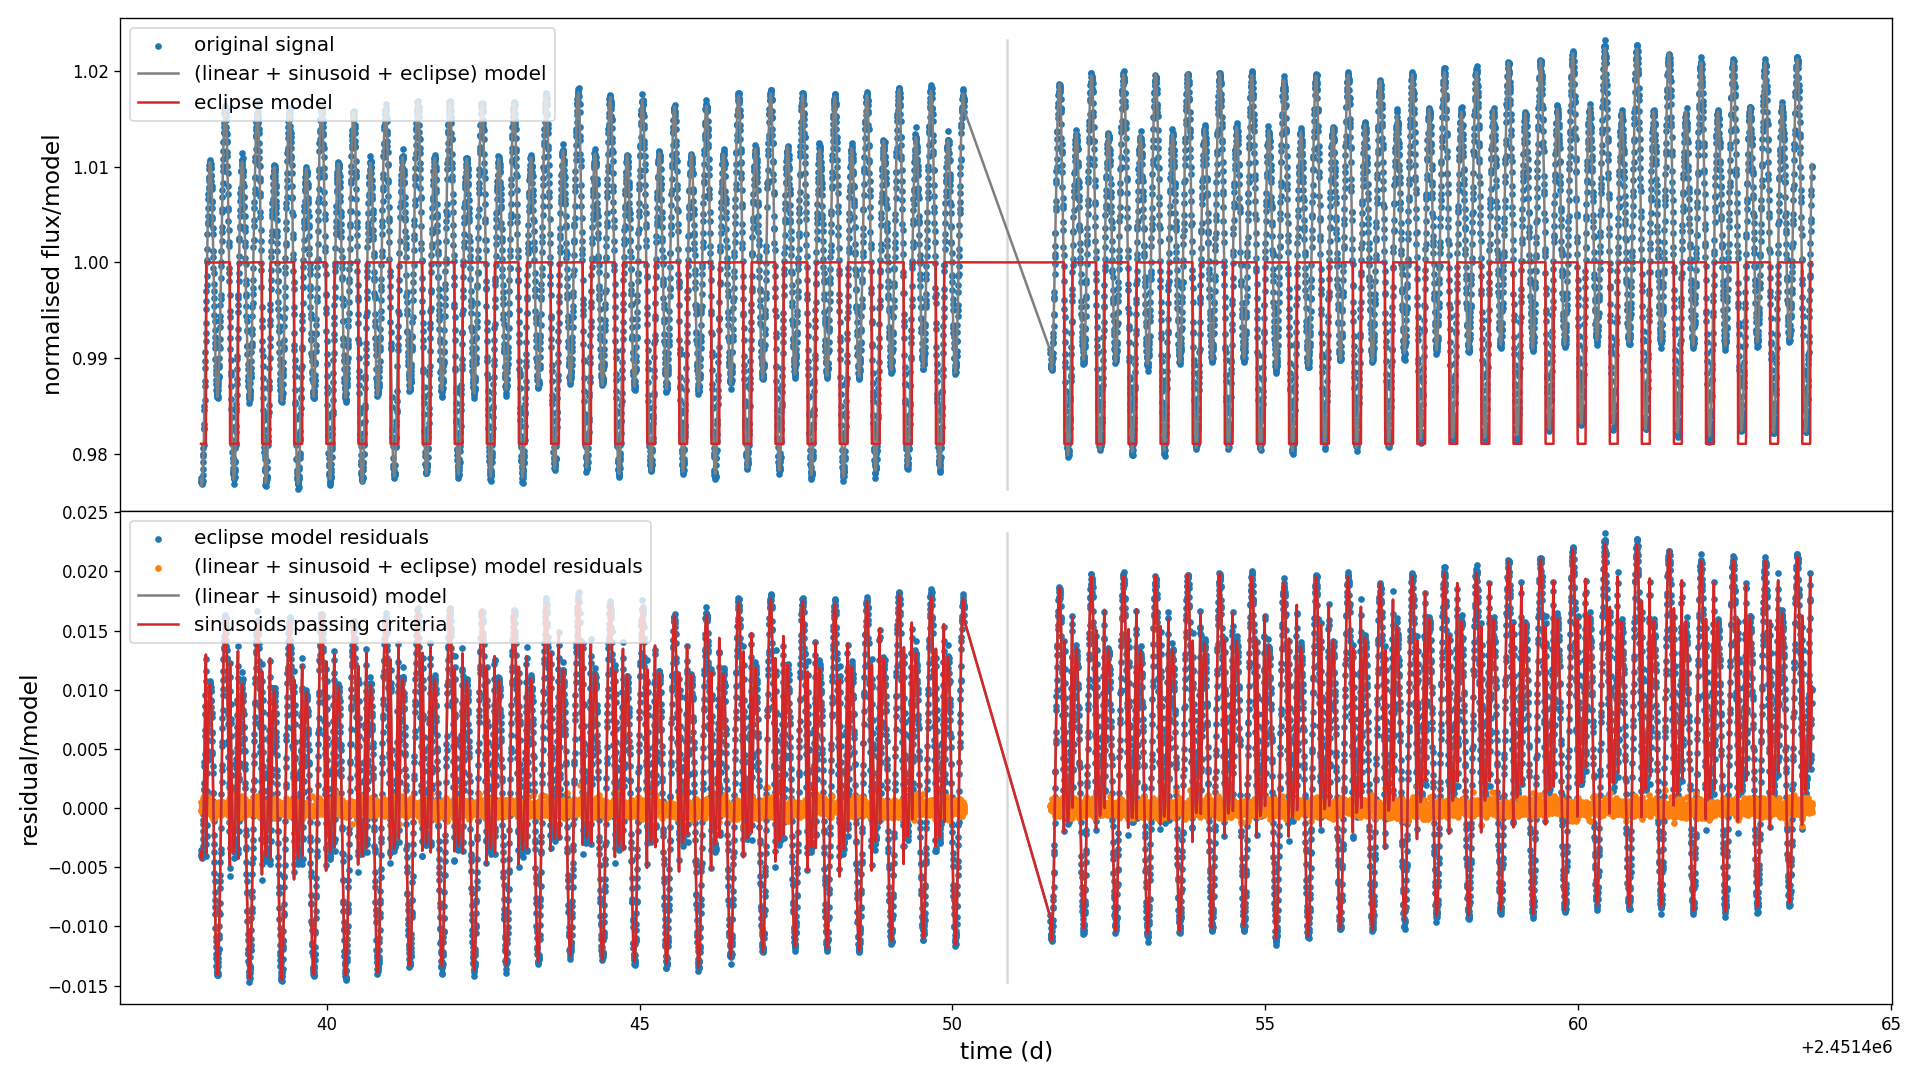 original signal
(linear + sinusoid + eclipse) model
eclipse model
1.02
1.01
1.00
0.99
0.98
normalised flux/model
eclipse model residuals
(linear + sinusoid + eclipse) model residuals
(linear + sinusoid) model
sinusoids passing criteria
0.025
0.020
0.015
0.010
0.005
0.000
−0.005
−0.010
−0.015
residual/model
40
45
50
55
60
65
time (d)
+2.4514e6